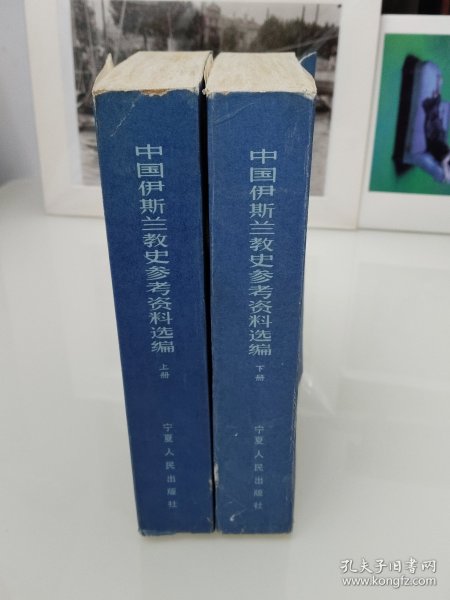 中国伊斯兰教史参考资料选编
上册
宁夏人民出版社
中国伊斯兰教史参考资料选编
下册
宁夏人民出版社
孔夫子旧书网
www.kongfz.com